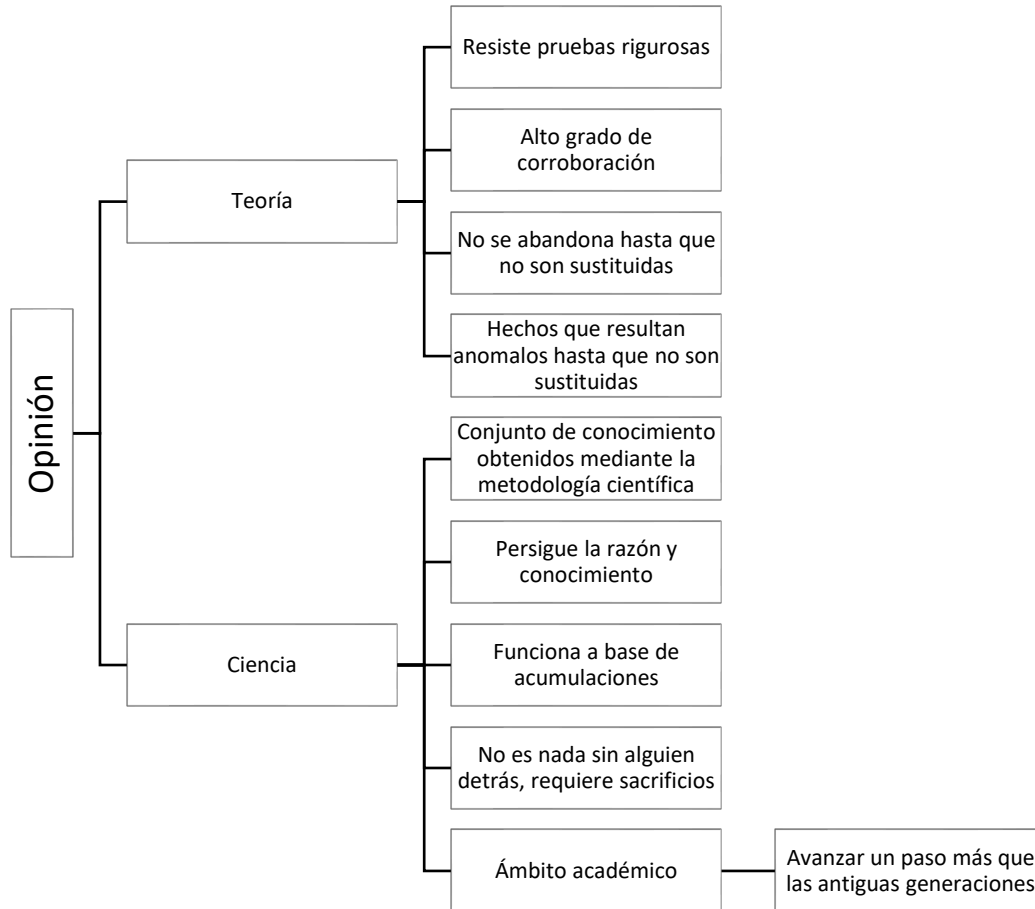 Opinión
Teoría
Resiste pruebas rigurosas
Alto grado de
corroboración
No se abandona hasta que
no son sustituidas
Hechos que resultan
anomalos hasta que no son
sustituidas
Ciencia
Conjunto de conocimiento
obtenidos mediante la
metodología científica
Persigue la razón y
conocimiento
Funciona a base de
acumulaciones
No es nada sin alguien
detrás, requiere sacrificios
Ámbito académico
Avanzar un paso más que
las antiguas generaciones